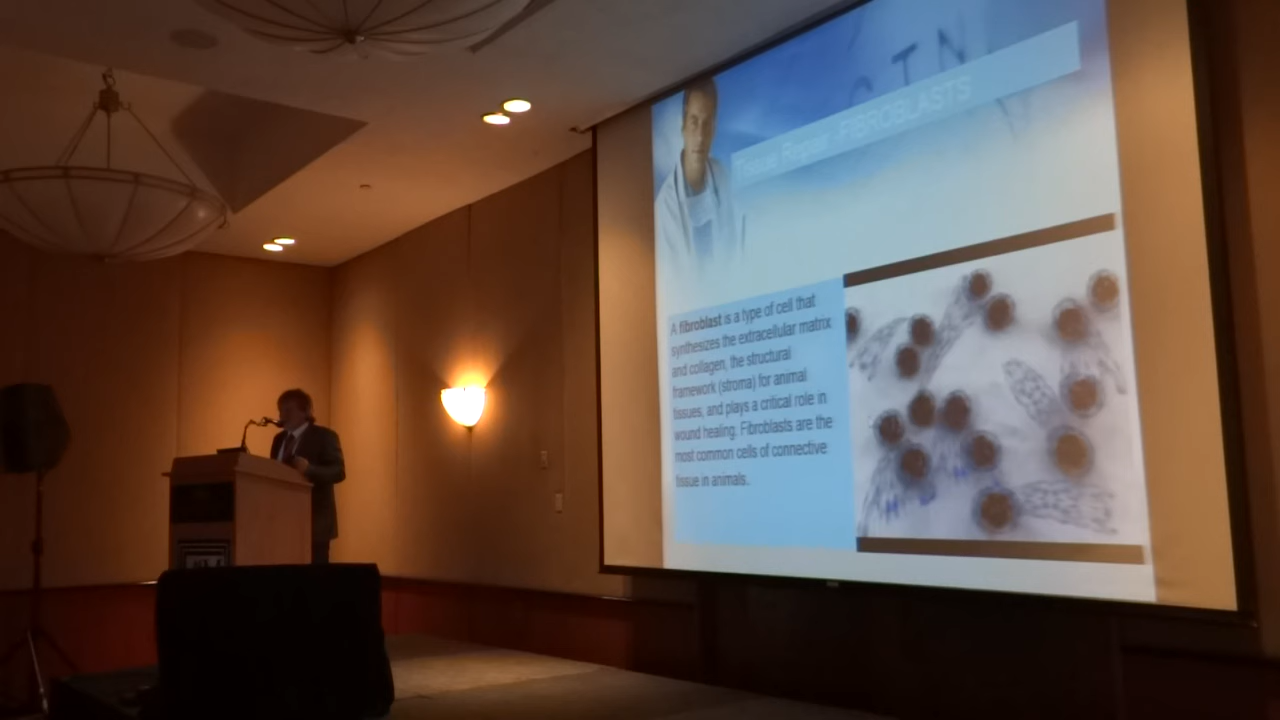 Tissue Repair -FIBROBLASTS
A fibroblast is a type of cell that
synthesizes the extracellular matrix
and collagen, the structural
framework (stroma) for animal
tissues, and plays a critical role in
wound healing. Fibroblasts are the
most common cells of connective
tissue in animals.